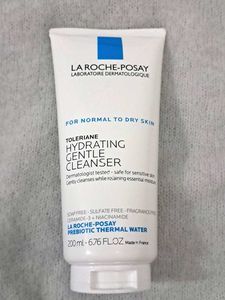 LA ROCHE-POSAY
LABORATOIRE DERMATOLOGIQUE
FOR NORMAL TO DRY SKIN
TOLERIANE
HYDRATING
GENTLE
CLEANSER
Dermatologist tested - safe for sensitive skin
Gently cleanses while retaining essential moisture
SOAP FREE - SULFATE FREE - FRAGRANCE FREE
CERAMIDE-3 + NIACINAMIDE
LA ROCHE-POSAY
PREBIOTIC THERMAL WATER
200 mL - 6.76 FL.OZ Made in France